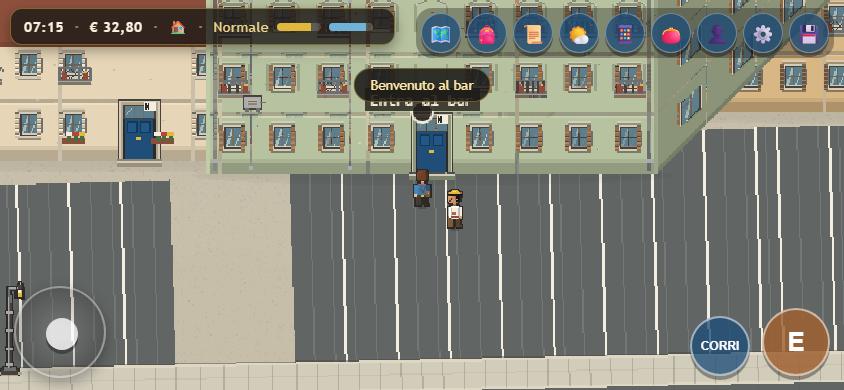 07:15 · € 32,80 ·
Normale
Benvenuto al bar
Entra al bar
CORRI
E